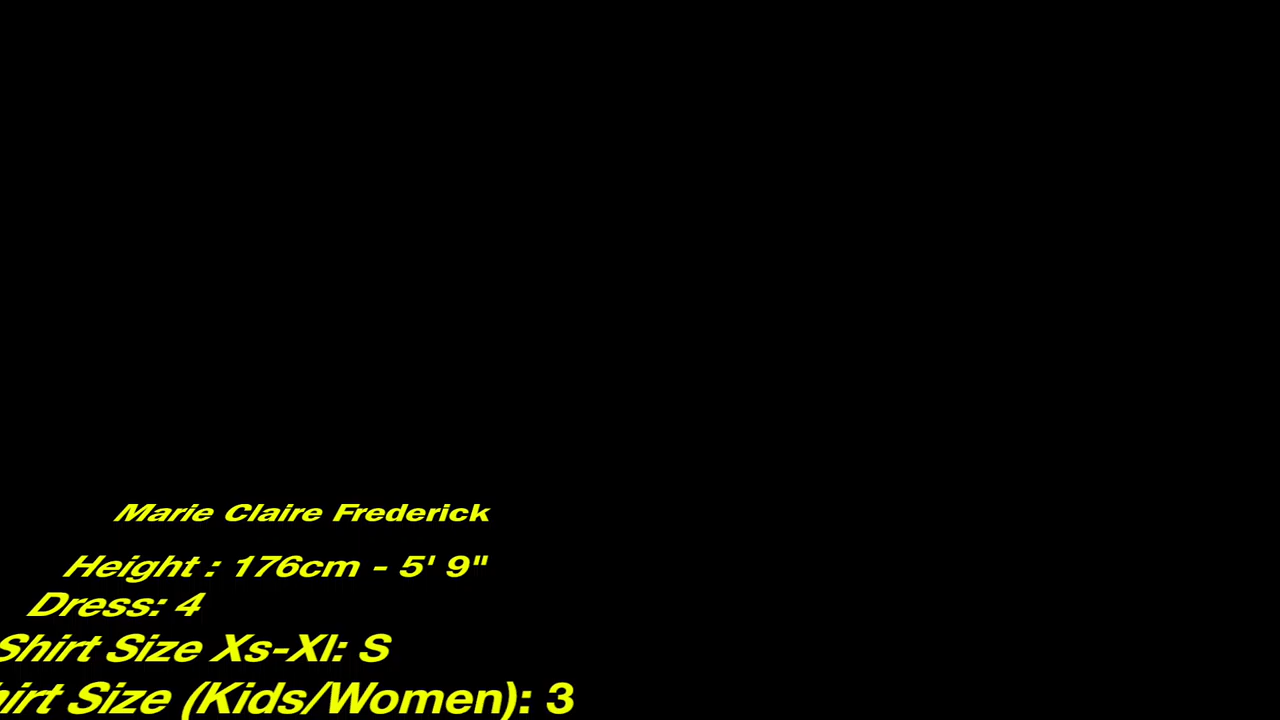 Marie Claire Frederick
Height : 176cm - 5' 9"
Dress: 4
Shirt Size Xs-Xl: S
Size (Kids/Women): 3